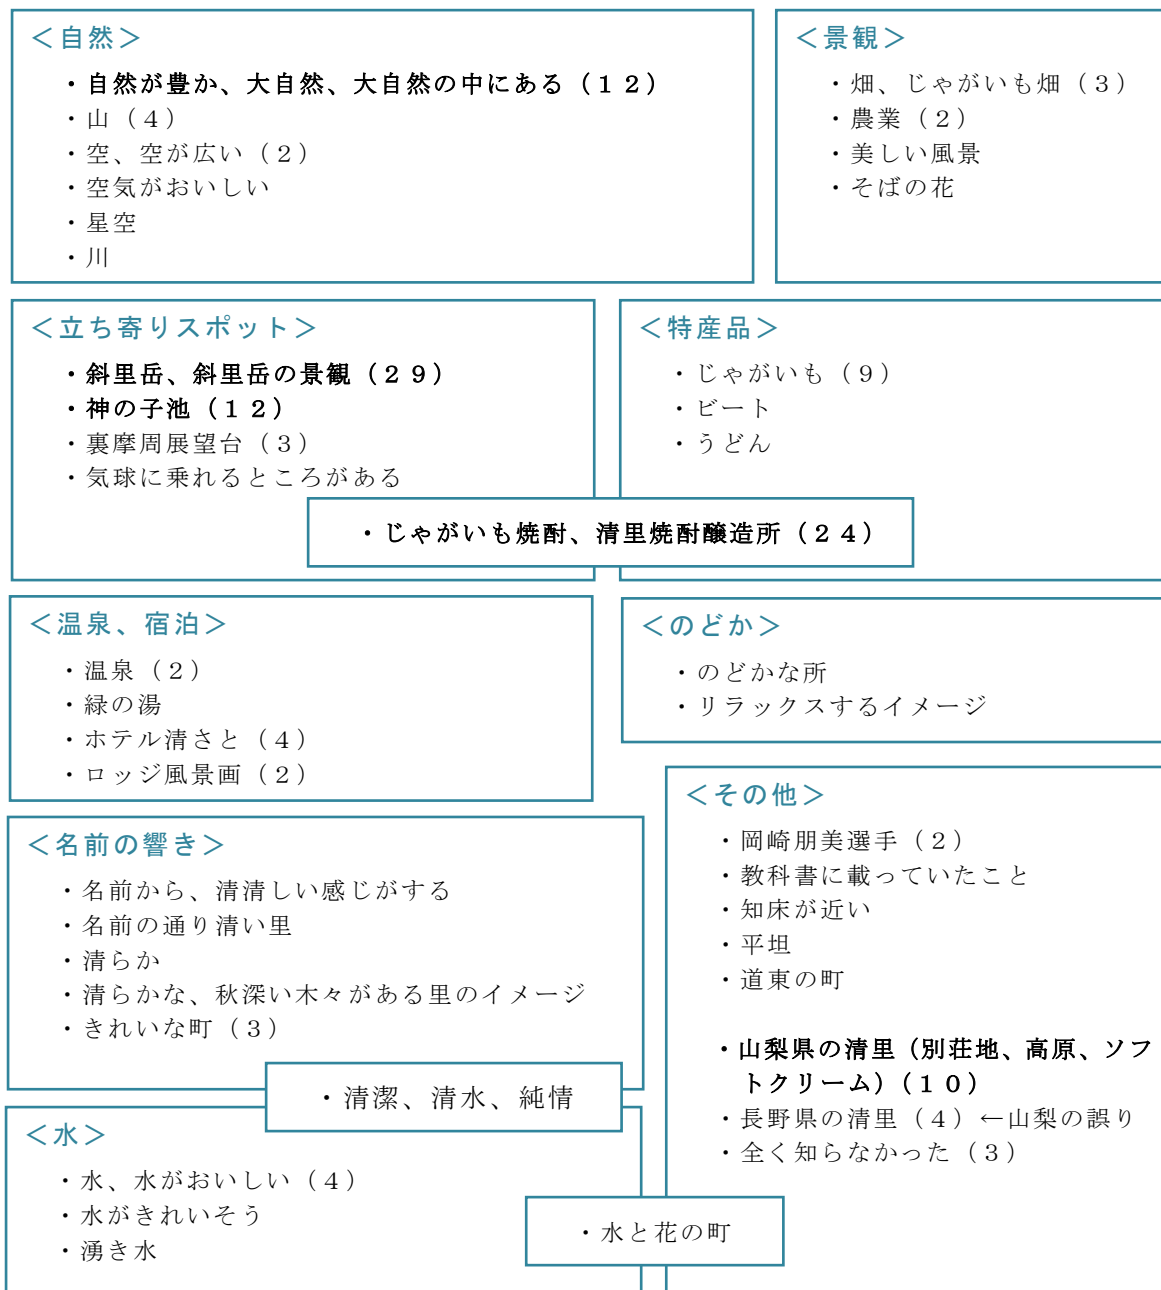 ＜自然＞
・自然が豊か、大自然、大自然の中にある（１２）
・山（４）
・空、空が広い（２）
・空気がおいしい
・星空
・川
＜景観＞
・畑、じゃがいも畑（３）
・農業（２）
・美しい風景
・そばの花
＜立ち寄りスポット＞
・斜里岳、斜里岳の景観（２９）
・神の子池（１２）
・裏摩周展望台（３）
・気球に乗れるところがある
＜特産品＞
・じゃがいも（９）
・ビート
・うどん
・じゃがいも焼酎、清里焼酎醸造所（２４）
＜温泉、宿泊＞
・温泉（２）
・緑の湯
・ホテル清さと（４）
・ロッジ風景画（２）
＜のどか＞
・のどかな所
・リラックスするイメージ
＜名前の響き＞
・名前から、清清しい感じがする
・名前の通り清い里
・清らか
・清らかな、秋深い木々がある里のイメージ
・きれいな町（３）
・清潔、清水、純情
＜水＞
・水、水がおいしい（４）
・水がきれいそう
・湧き水
・水と花の町
＜その他＞
・岡崎朋美選手（２）
・教科書に載っていたこと
・知床が近い
・平坦
・道東の町
・山梨県の清里（別荘地、高原、ソフ
トクリーム）（１０）
・長野県の清里（４）←山梨の誤り
・全く知らなかった（３）